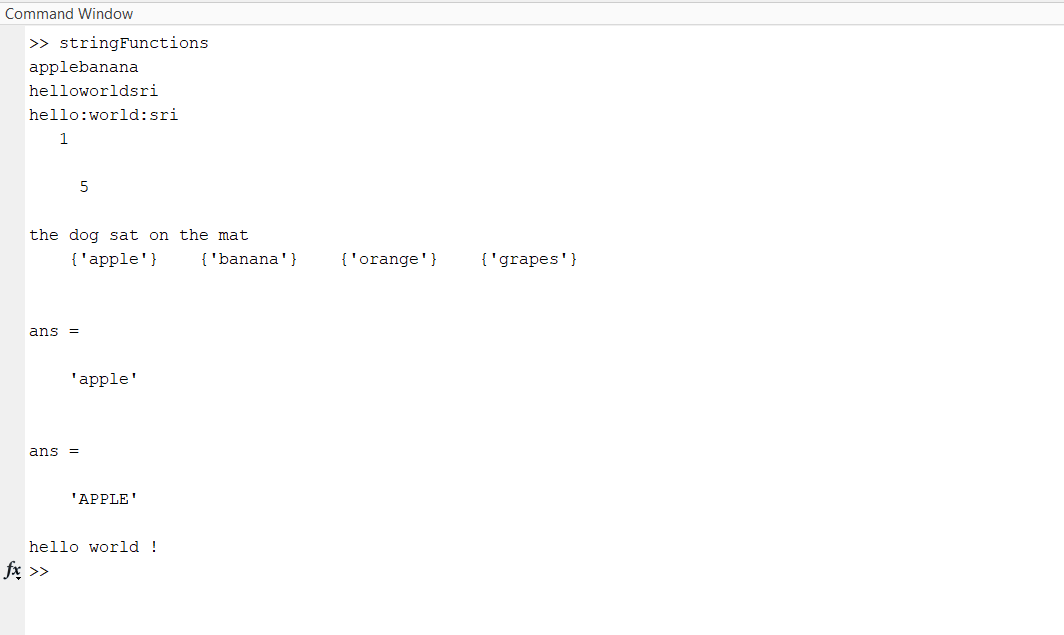 Command Window
>> stringFunctions
applebanana
helloworldsri
hello:world:sri
1
5
the dog sat on the mat
{'apple'} {'banana'} {'orange'} {'grapes'}
ans =
'apple'
ans =
'APPLE'
hello world !
fx >>